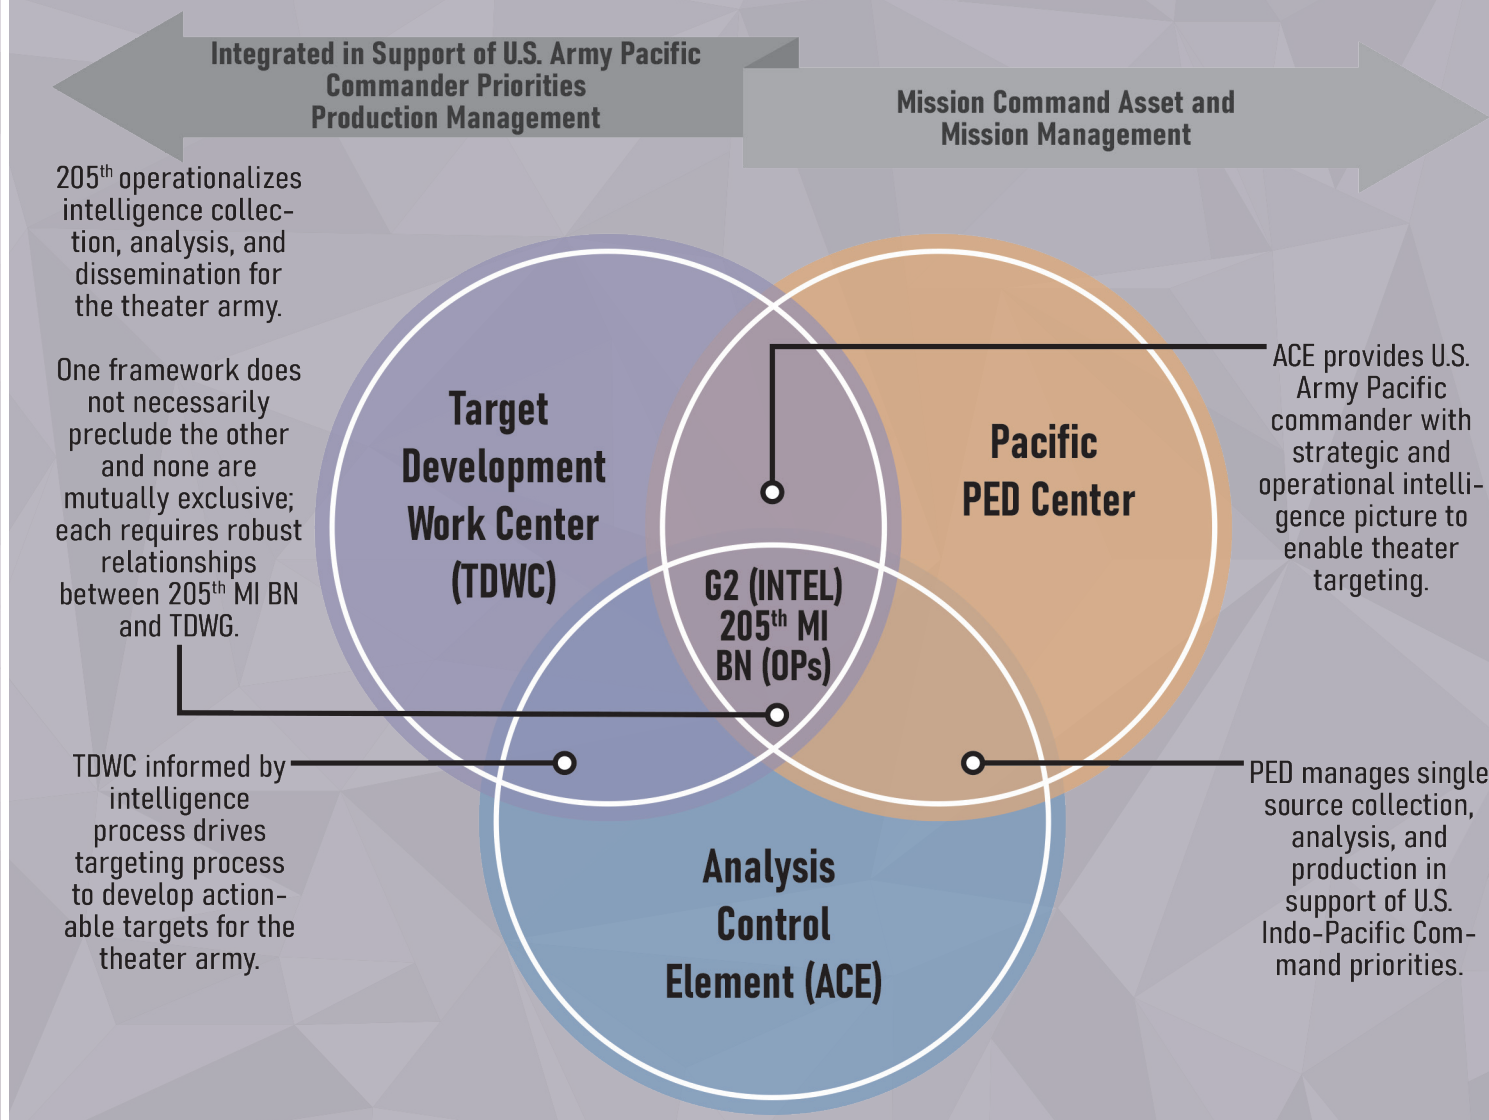 Integrated in Support of U.S. Army Pacific
Commander Priorities
Production Management
Mission Command Asset and
Mission Management
205th operationalizes
intelligence collec-
tion, analysis, and
dissemination for
the theater army.
One framework does
not necessarily
preclude the other
and none are
mutually exclusive;
each requires robust
relationships
between 205th MI BN
and TDWG.
TDWC informed by
intelligence
process drives
targeting process
to develop action-
able targets for the
theater army.
Target
Development
Work Center
(TDWC)
Pacific
PED Center
G2 (INTEL)
205th MI
BN (OPs)
Analysis
Control
Element (ACE)
ACE provides U.S.
Army Pacific
commander with
strategic and
operational intelli-
gence picture to
enable theater
targeting.
PED manages single
source collection,
analysis, and
production in
support of U.S.
Indo-Pacific Com-
mand priorities.